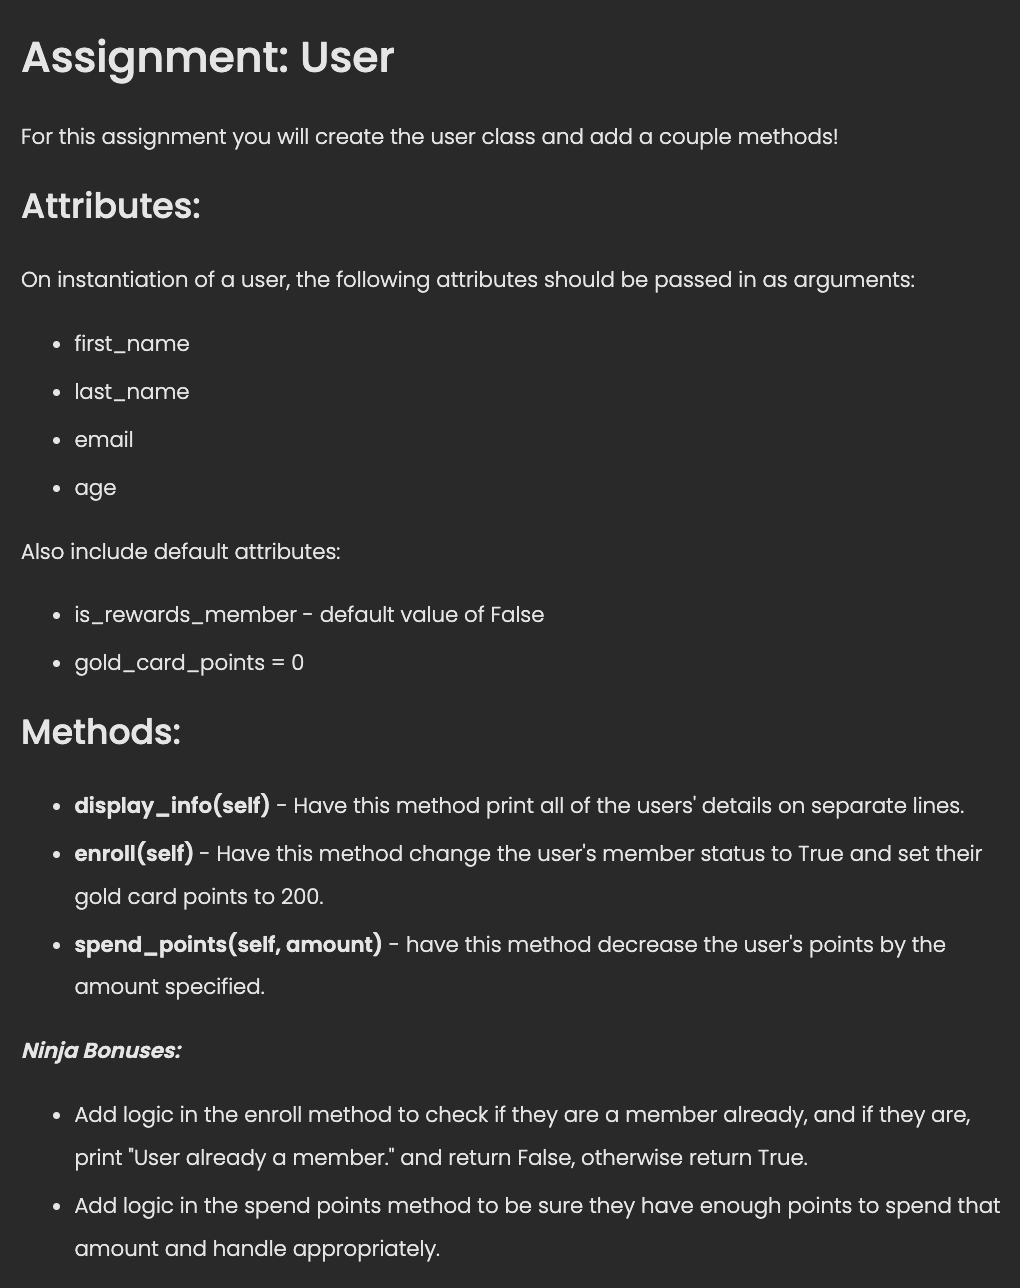 Assignment: User
For this assignment you will create the user class and add a couple methods!
Attributes:
On instantiation of a user, the following attributes should be passed in as arguments:
• first_name
• last_name
• email
• age
Also include default attributes:
• is_rewards_member - default value of False
• gold_card_points = 0
Methods:
• display_info(self) - Have this method print all of the users' details on separate lines.
• enroll(self) - Have this method change the user's member status to True and set their
gold card points to 200.
• spend_points(self, amount) - have this method decrease the user's points by the
amount specified.
Ninja Bonuses:
• Add logic in the enroll method to check if they are a member already, and if they are,
print "User already a member." and return False, otherwise return True.
• Add logic in the spend points method to be sure they have enough points to spend that
amount and handle appropriately.